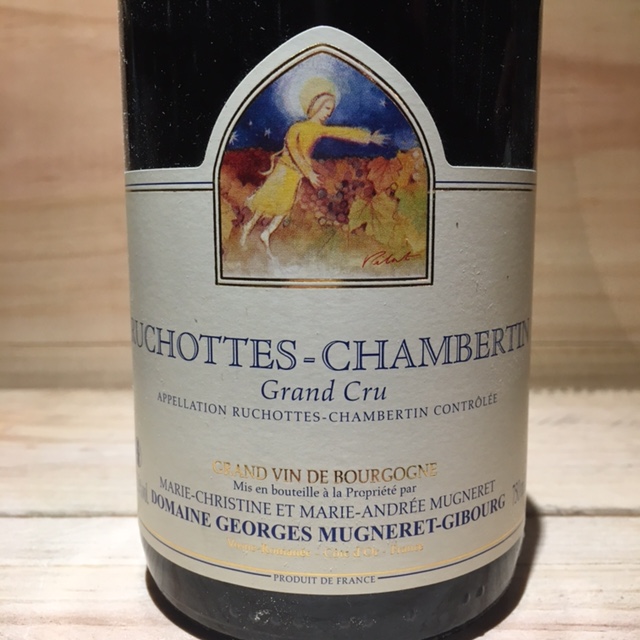 RUCHOTTES-CHAMBERTIN
Grand Cru
APPELLATION RUCHOTTES-CHAMBERTIN CONTRÔLÉE
GRAND VIN DE BOURGOGNE
Mis en bouteille à la Propriété par
MARIE-CHRISTINE ET MARIE-ANDRÉE MUGNERET
DOMAINE GEORGES MUGNERET-GIBOURG
PRODUIT DE FRANCE